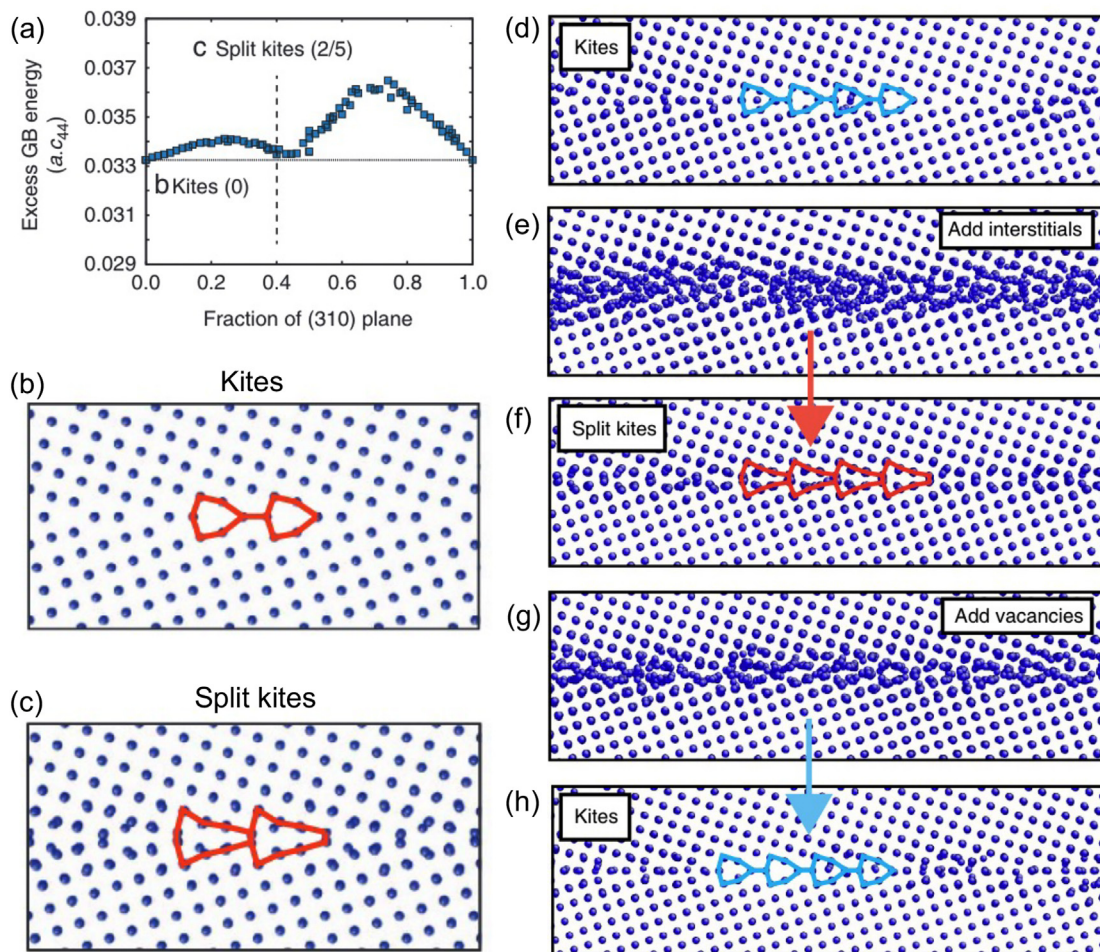 (a)
0.039
0.037
0.035
0.033
0.031
0.029
Excess GB energy
(a.c44)
c Split kites (2/5)
b Kites (0)
0.0 0.2 0.4 0.6 0.8 1.0
Fraction of (310) plane
(b)
Kites
(c)
Split kites
(d)
Kites
(e)
Add interstitials
(f)
Split kites
(g)
Add vacancies
(h)
Kites